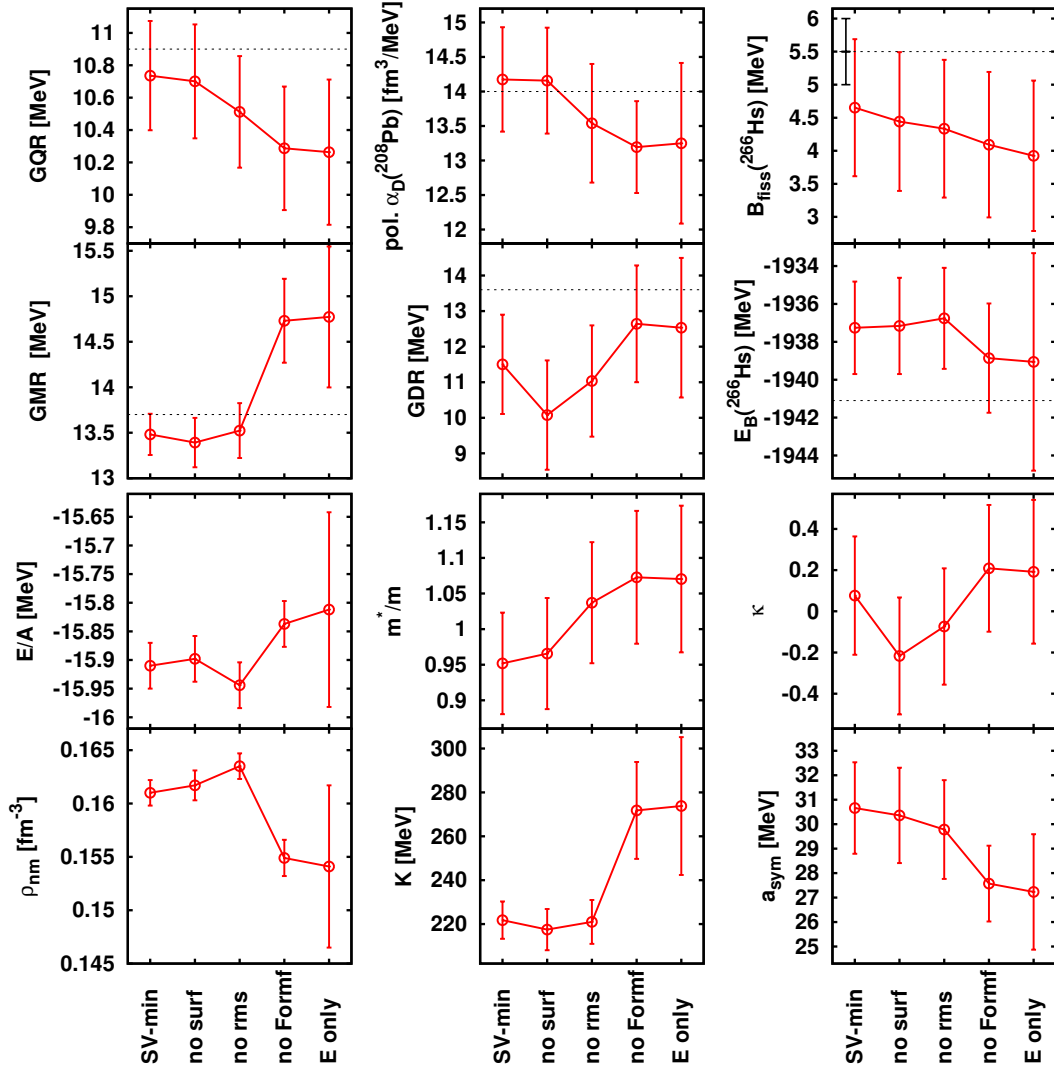 GQR [MeV]
11
10.8
10.6
10.4
10.2
10
9.8
pol. α_D(²⁰⁸Pb) [fm³/MeV]
15
14.5
14
13.5
13
12.5
12
B_fiss(²⁶⁶Hs) [MeV]
6
5.5
5
4.5
4
3.5
3
GMR [MeV]
15.5
15
14.5
14
13.5
13
GDR [MeV]
14
13
12
11
10
9
E_B(²⁶⁶Hs) [MeV]
-1934
-1936
-1938
-1940
-1942
-1944
E/A [MeV]
-15.65
-15.7
-15.75
-15.8
-15.85
-15.9
-15.95
-16
m*/m
1.15
1.1
1.05
1
0.95
0.9
κ
0.4
0.2
0
-0.2
-0.4
ρ_nm [fm⁻³]
0.165
0.16
0.155
0.15
0.145
K [MeV]
300
280
260
240
220
a_sym [MeV]
33
32
31
30
29
28
27
26
25
SV-min
no surf
no rms
no Formf
E only
SV-min
no surf
no rms
no Formf
E only
SV-min
no surf
no rms
no Formf
E only